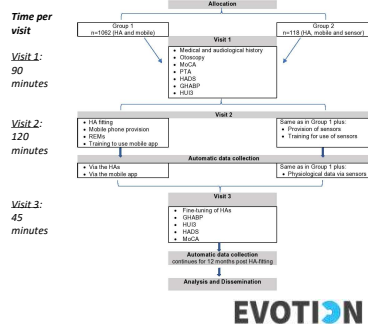 Time per
visit
Visit 1:
90
minutes
Visit 2:
120
minutes
Visit 3:
45
minutes
Allocation
Group 1
n=1062 (HA and mobile)
Group 2
n=118 (HA, mobile and sensor)
Visit 1
• Medical and audiological history
• Otoscopy
• MoCA
• PTA
• HADS
• GHABP
• HUI3
Visit 2
• HA fitting
• Mobile phone provision
• REMs
• Training to use mobile app
Same as in Group 1 plus:
• Provision of sensors
• Training for use of sensors
Automatic data collection
• Via the HAs
• Via the mobile app
Same as in Group 1 plus:
• Physiological data via sensors
Visit 3
• Fine-tuning of HAs
• GHABP
• HUI3
• HADS
• MoCA
Automatic data collection
continues for 12 months post HA-fitting
Analysis and Dissemination
EVOTION